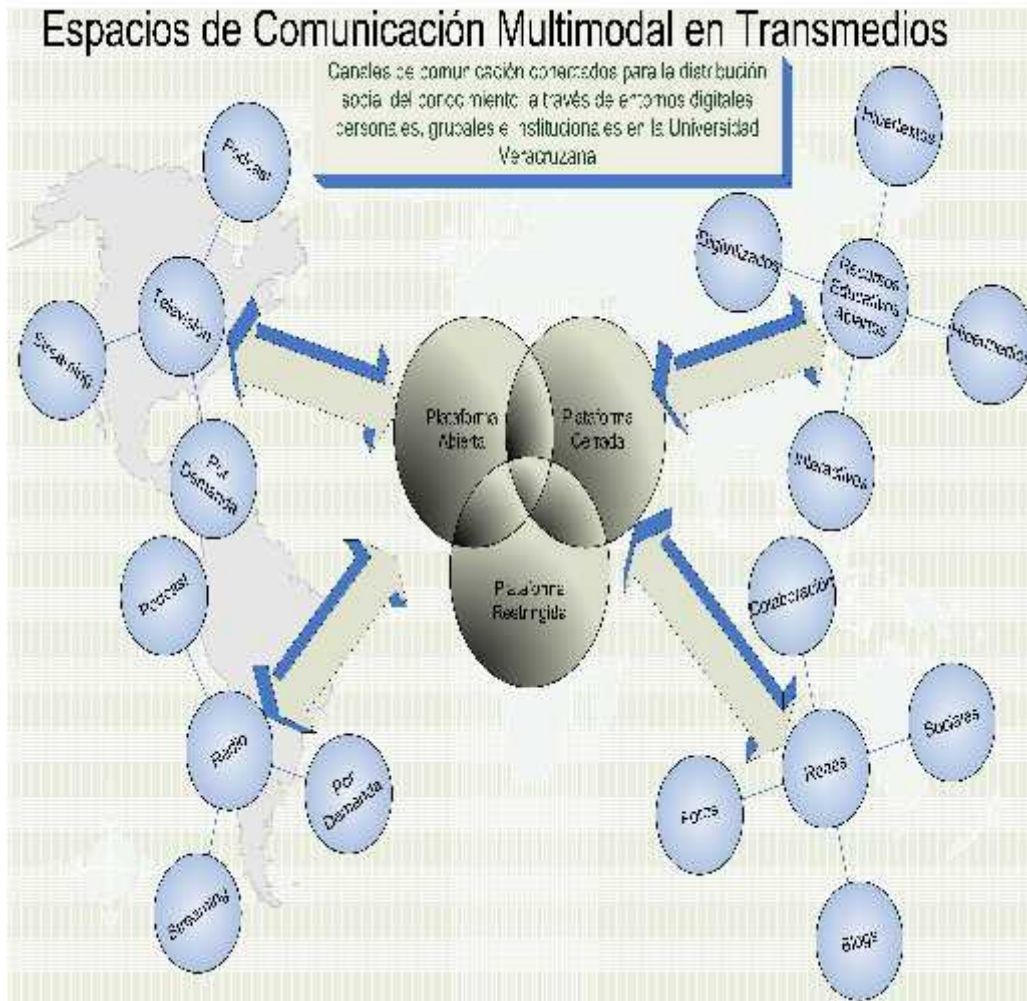 Espacios de Comunicación Multimodal en Transmedios
Canales de comunicación conectados para la distribución
social del conocimiento a través de entornos digitales
personales, grupales e institucionales en la Universidad
Veracruzana
Podcast
Television
Streaming
Por
Demanda
Hipertextos
Digitlizados
Recursos
Educativos
Abiertos
Hipermedios
Interactivos
Plataforma
Abierta
Plataforma
Cerrada
Plataforma
Restringida
Podcast
Radio
Por
Demanda
Streaming
Colaboración
Sociales
Redes
Foros
Blogs